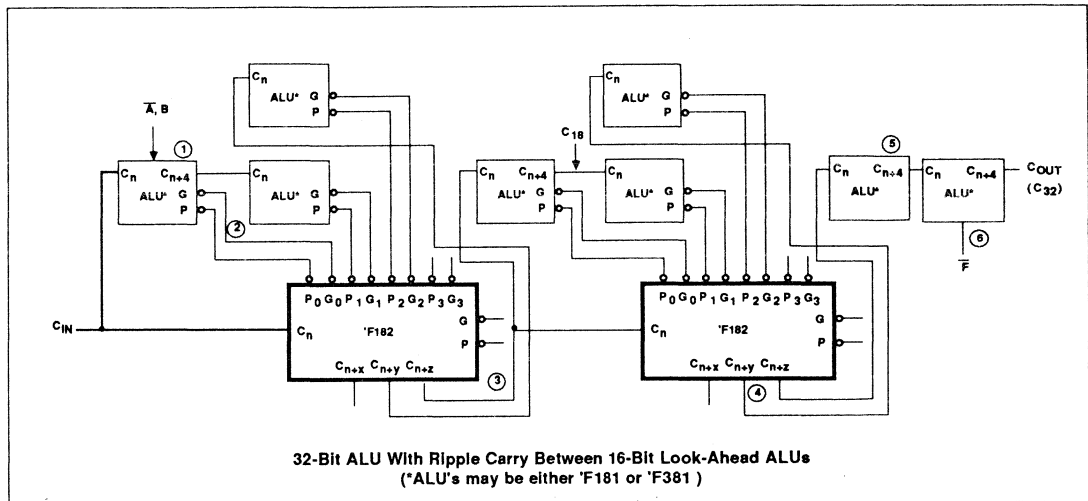 Cn ALU* G P
Cn ALU* G P
A, B
C18
1
Cn Cn+4 ALU* G P
Cn ALU* G P
Cn Cn+4 ALU* G P
Cn ALU* G P
5
Cn Cn+4 ALU*
Cn Cn+4 ALU*
COUT
(C32)
2
6
F
P0 G0 P1 G1 P2 G2 P3 G3
P0 G0 P1 G1 P2 G2 P3 G3
CIN
Cn 'F182 G P
Cn 'F182 G P
Cn+x Cn+y Cn+z
3
Cn+x Cn+y Cn+z
4
32-Bit ALU With Ripple Carry Between 16-Bit Look-Ahead ALUs
(*ALU's may be either 'F181 or 'F381 )